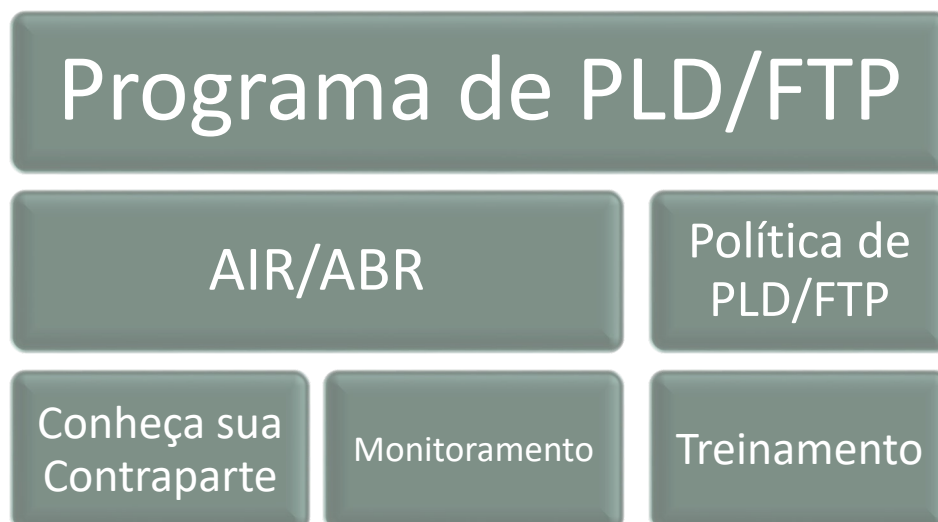 Programa de PLD/FTP
AIR/ABR
Política de
PLD/FTP
Conheça sua
Contraparte
Monitoramento
Treinamento